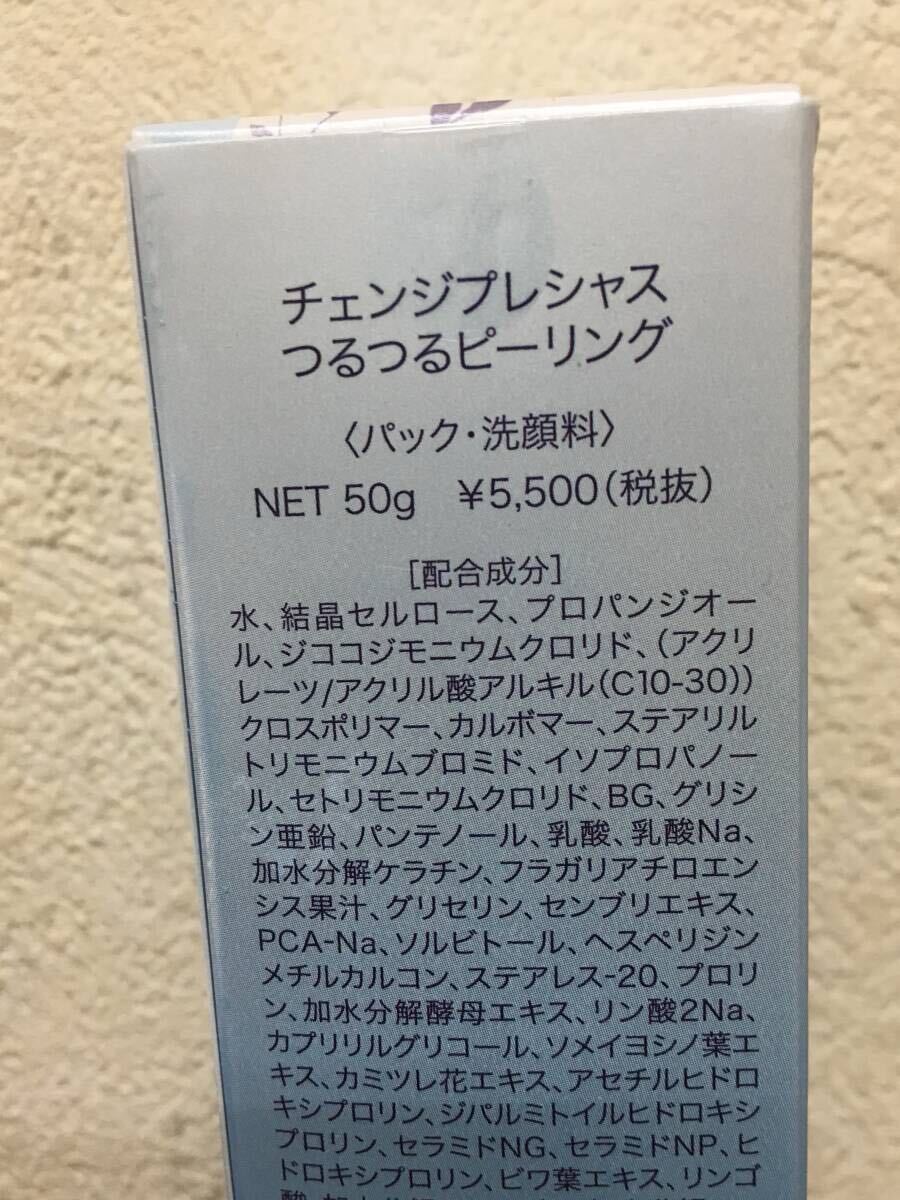 チェンジプレシャス
つるつるピーリング
〈パック・洗顔料〉
NET 50g ¥5,500(税抜)
[配合成分]
水、結晶セルロース、プロパンジオー
ル、ジココジモニウムクロリド、(アクリ
レーツ/アクリル酸アルキル(C10-30))
クロスポリマー、カルボマー、ステアリル
トリモニウムブロミド、イソプロパノー
ル、セトリモニウムクロリド、BG、グリシ
ン亜鉛、パンテノール、乳酸、乳酸Na、
加水分解ケラチン、フラガリアチロエン
シス果汁、グリセリン、センブリエキス、
PCA-Na、ソルビトール、ヘスペリジン
メチルカルコン、ステアレス-20、プロリ
ン、加水分解酵母エキス、リン酸2Na、
カプリリルグリコール、ソメイヨシノ葉エ
キス、カミツレ花エキス、アセチルヒドロ
キシプロリン、ジパルミトイルヒドロキシ
プロリン、セラミドNG、セラミドNP、ヒ
ドロキシプロリン、ビワ葉エキス、リンゴ